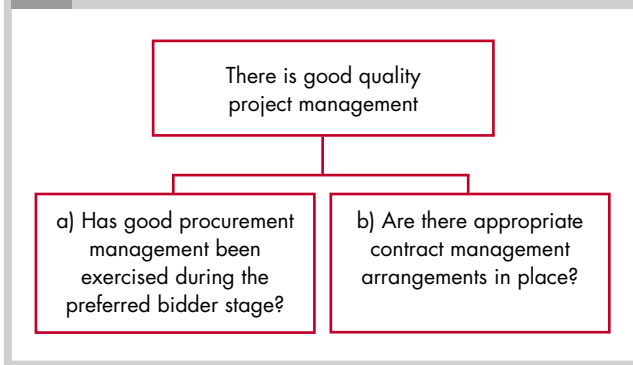 There is good quality
project management
a) Has good procurement
management been
exercised during the
preferred bidder stage?
b) Are there appropriate
contract management
arrangements in place?